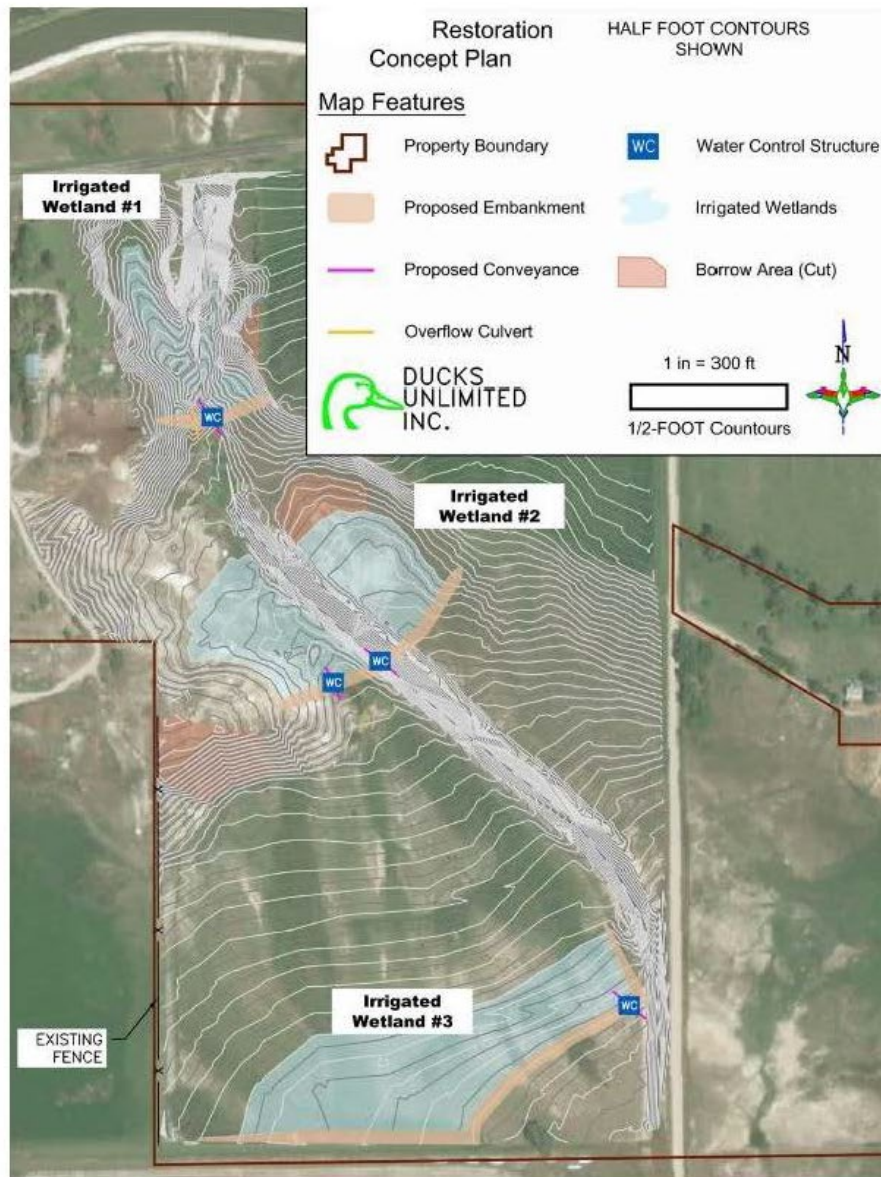 Restoration
Concept Plan
HALF FOOT CONTOURS
SHOWN
Map Features
Property Boundary
WC
Water Control Structure
Proposed Embankment
Irrigated Wetlands
Proposed Conveyance
Borrow Area (Cut)
Overflow Culvert
DUCKS
UNLIMITED
INC.
1 in = 300 ft
1/2-FOOT Countours
N
Irrigated
Wetland #1
WC
Irrigated
Wetland #2
WC
WC
Irrigated
Wetland #3
WC
EXISTING
FENCE